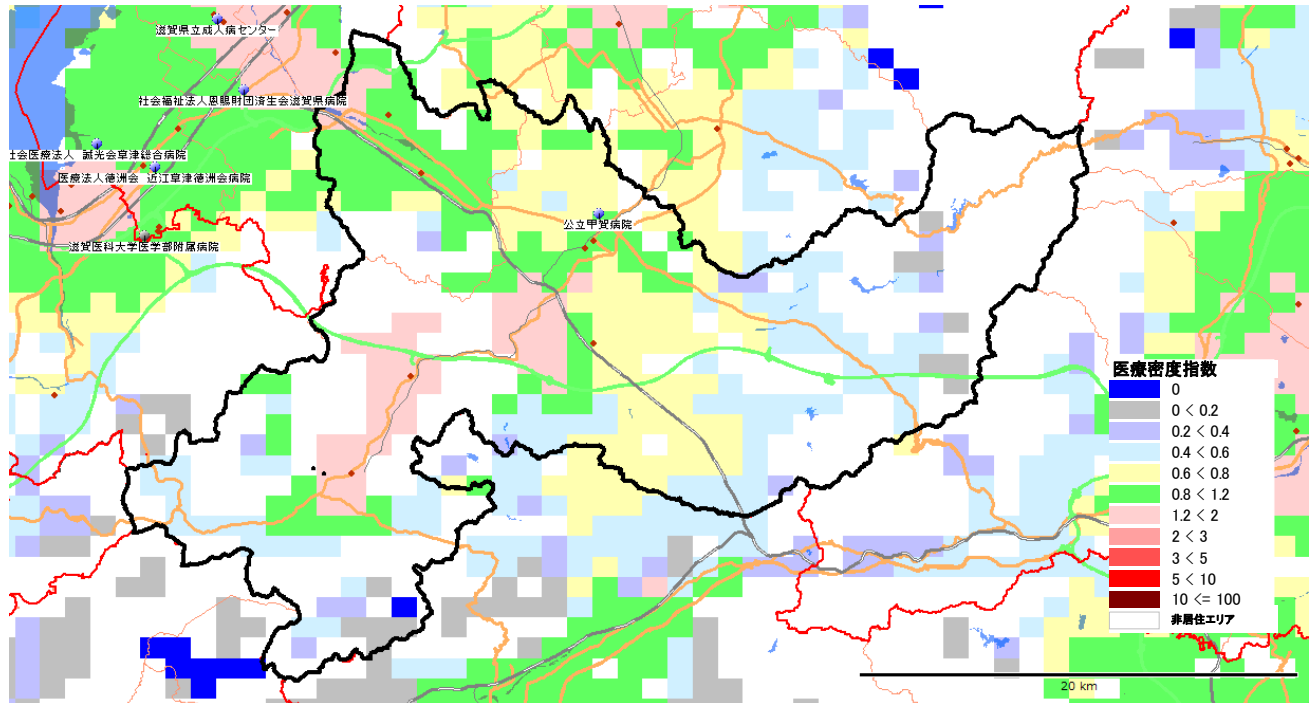 滋賀県立成人病センター
社会福祉法人恩賜財団済生会滋賀県病院
社会医療法人 誠光会草津総合病院
医療法人徳洲会 近江草津徳洲会病院
公立甲賀病院
滋賀医科大学医学部附属病院
医療密度指数
0
0 < 0.2
0.2 < 0.4
0.4 < 0.6
0.6 < 0.8
0.8 < 1.2
1.2 < 2
2 < 3
3 < 5
5 < 10
10 <= 100
非居住エリア
20 km